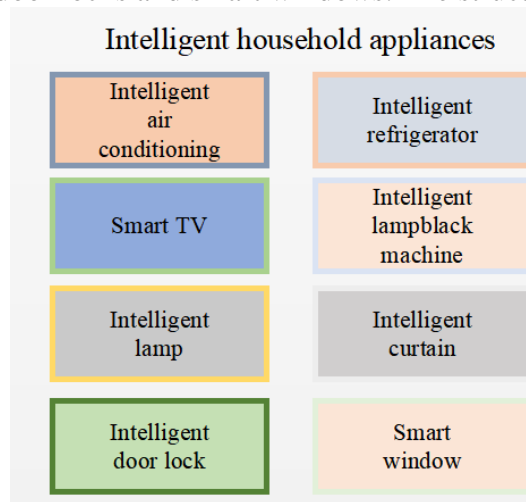 Intelligent household appliances
Intelligent
air
conditioning
Intelligent
refrigerator
Smart TV
Intelligent
lampblack
machine
Intelligent
lamp
Intelligent
curtain
Intelligent
door lock
Smart
window